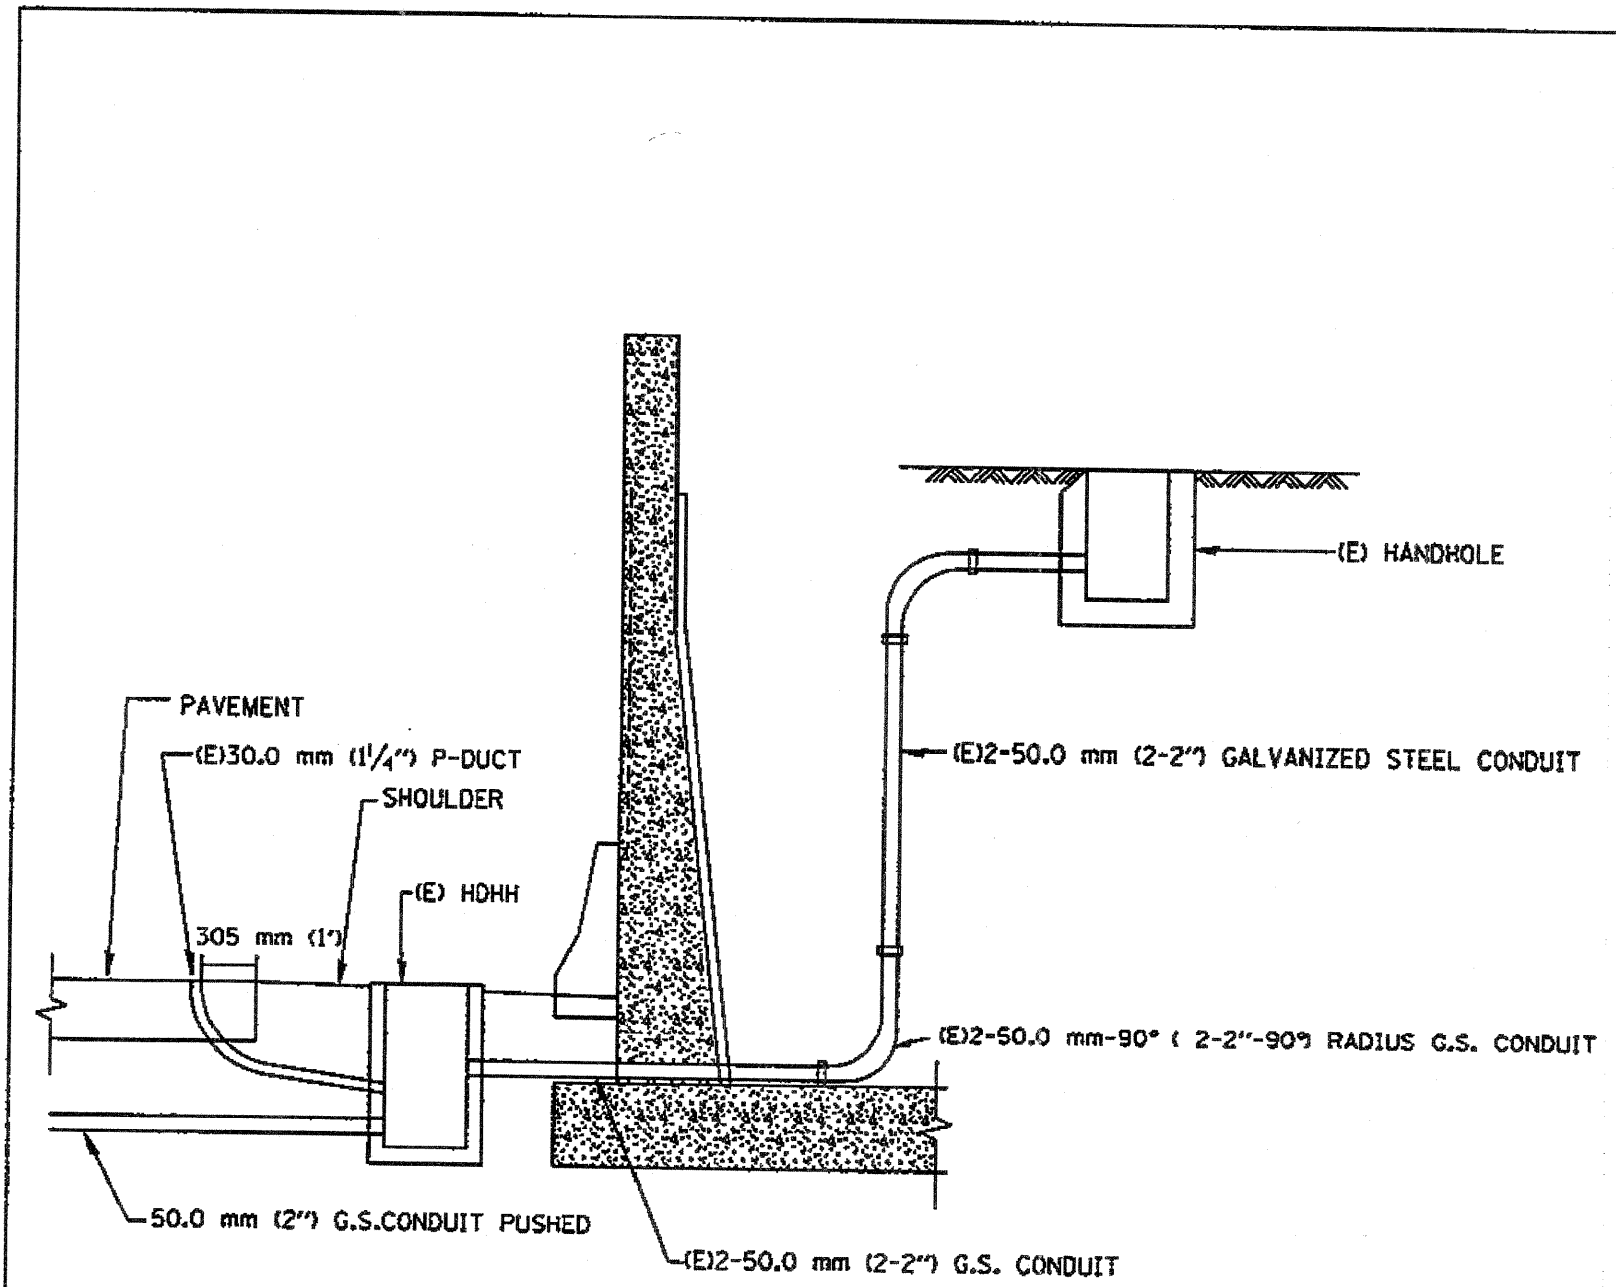 (E) HANDHOLE
PAVEMENT
(E)30.0 mm (1 1/4") P-DUCT
(E)2-50.0 mm (2-2") GALVANIZED STEEL CONDUIT
SHOULDER
(E) HDHH
305 mm (1')
(E)2-50.0 mm-90° ( 2-2"-90°) RADIUS G.S. CONDUIT
50.0 mm (2") G.S.CONDUIT PUSHED
(E)2-50.0 mm (2-2") G.S. CONDUIT